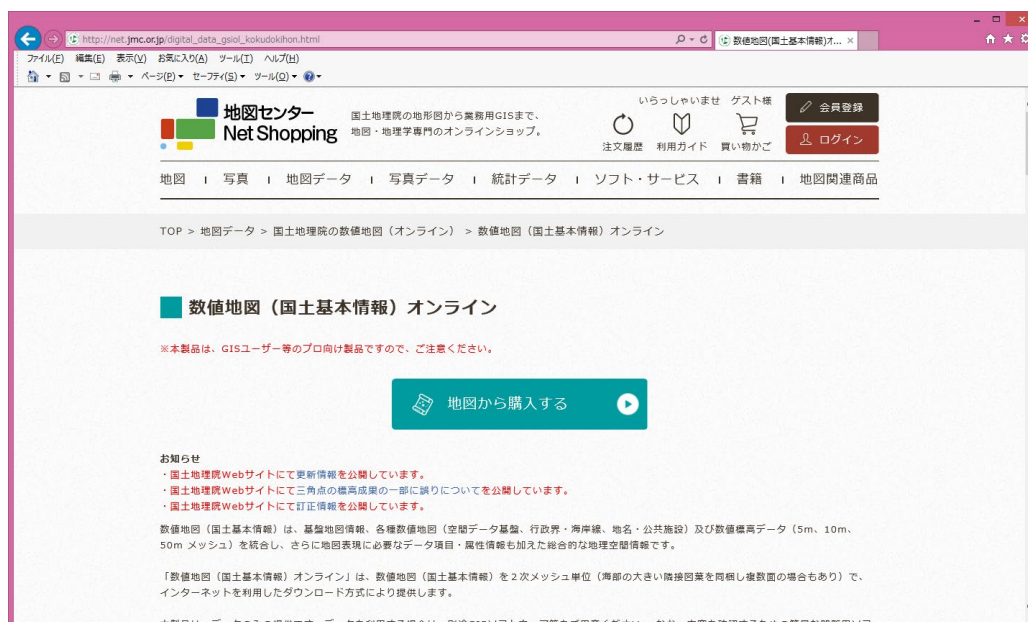 http://net.jmc.or.jp/digital_data_gsiol_kokudokihon.html
数値地図(国土基本情報)オ...
ファイル(F) 編集(E) 表示(V) お気に入り(A) ツール(T) ヘルプ(H)
ページ(P) セーフティ(S) ツール(O)
地図センター
Net Shopping
国土地理院の地形図から業務用GISまで、
地図・地理学専門のオンラインショップ。
いらっしゃいませ ゲスト様
注文履歴 利用ガイド 買い物かご
会員登録
ログイン
地図 写真 地図データ 写真データ 統計データ ソフト・サービス 書籍 地図関連商品
TOP > 地図データ > 国土地理院の数値地図（オンライン） > 数値地図（国土基本情報）オンライン
数値地図（国土基本情報）オンライン
※本製品は、GISユーザー等のプロ向け製品ですので、ご注意ください。
地図から購入する
お知らせ
・国土地理院Webサイトにて更新情報を公開しています。
・国土地理院Webサイトにて三角点の標高成果の一部に誤りについてを公開しています。
・国土地理院Webサイトにて訂正情報を公開しています。
数値地図（国土基本情報）は、基盤地図情報、各種数値地図（空間データ基盤、行政界・海岸線、地名・公共施設）及び数値標高データ（5m、10m、
50m メッシュ）を統合し、さらに地図表現に必要なデータ項目・属性情報も加えた総合的な地理空間情報です。
「数値地図（国土基本情報）オンライン」は、数値地図（国土基本情報）を２次メッシュ単位（海部の大きい隣接図葉を同梱し複数面の場合もあり）で、
インターネットを利用したダウンロード方式により提供します。